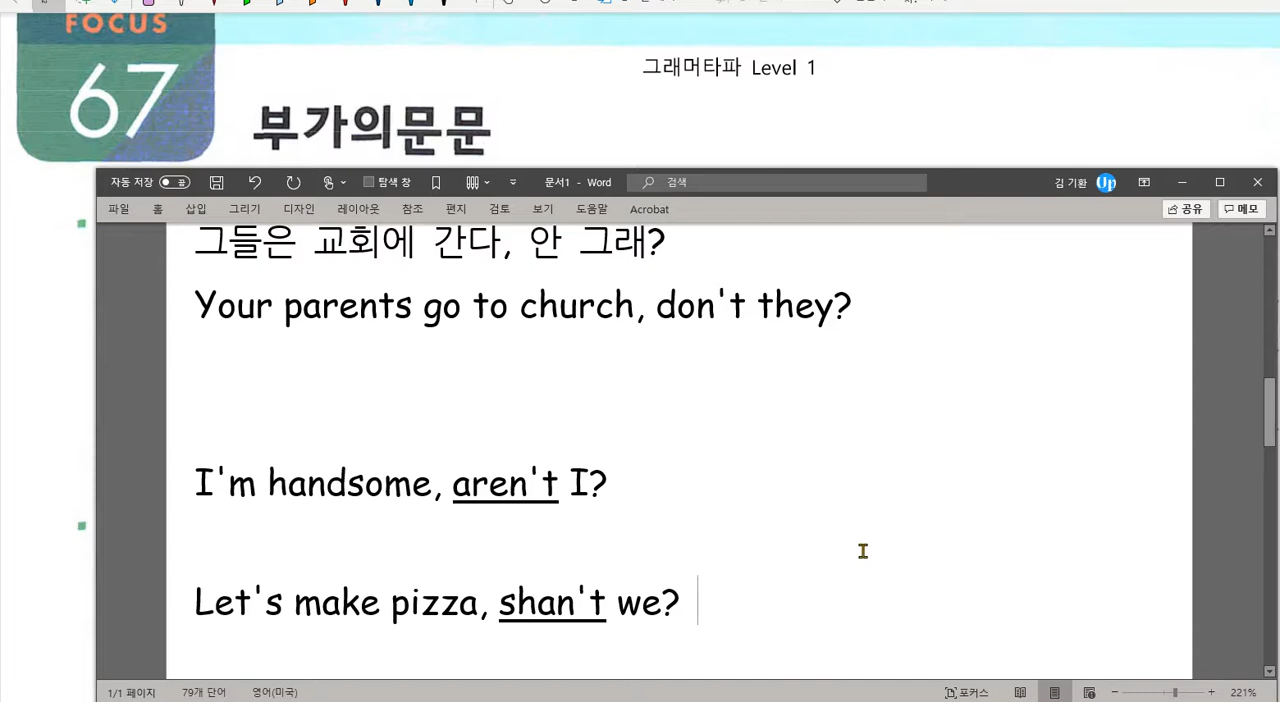 FOCUS
67
그래머타파 Level 1
부가의문문
자동 저장 끔 탐색 창 문서1 - Word 검색 김 기환 Up
파일 홈 삽입 그리기 디자인 레이아웃 참조 편지 검토 보기 도움말 Acrobat 공유 메모
그들은 교회에 간다, 안 그래?
Your parents go to church, don't they?
I'm handsome, aren't I?
Let's make pizza, shan't we?
1/1 페이지 79개 단어 영어(미국) 포커스 221%